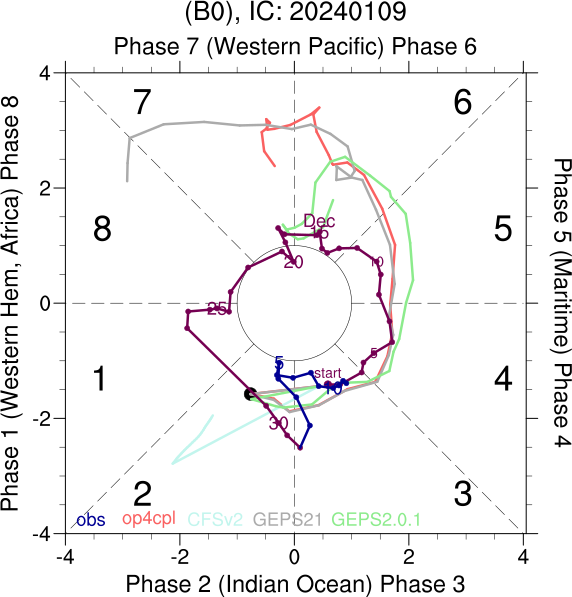 (B0), IC: 20240109
Phase 7 (Western Pacific) Phase 6
Phase 1 (Western Hem, Africa) Phase 8
Phase 5 (Maritime) Phase 4
4
2
0
-2
-4
7
6
8
5
1
4
2
3
Dec
15
20
10
25
5
5
start
10
30
obs
op4cpl
CFSv2
GEPS21
GEPS2.0.1
-4
-2
0
2
4
Phase 2 (Indian Ocean) Phase 3